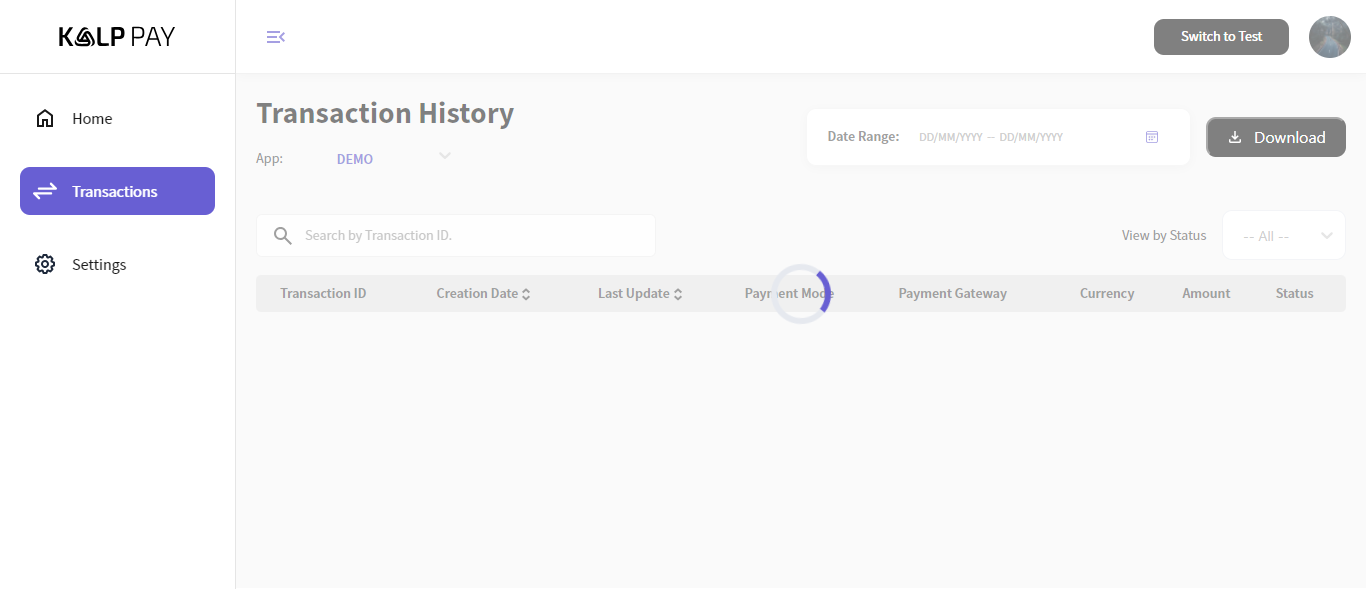 KALP PAY
Switch to Test
Home
Transactions
Settings
Transaction History
App: DEMO
Date Range: DD/MM/YYYY – DD/MM/YYYY
Download
Search by Transaction ID.
View by Status -- All --
Transaction ID Creation Date Last Update Payment Mode Payment Gateway Currency Amount Status